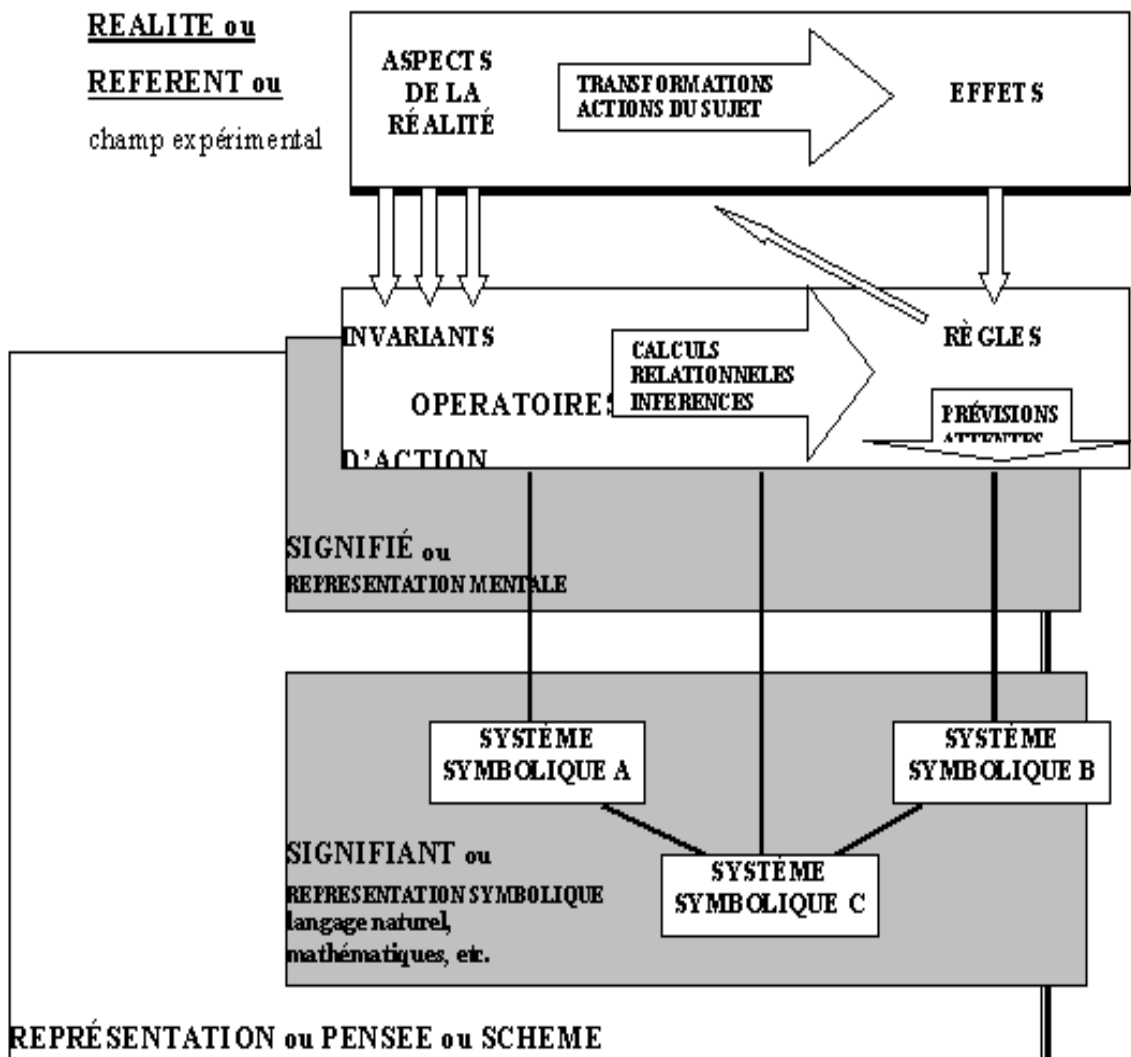 REALITE ou
REFERENT ou
champ expérimental
ASPECTS
DE LA
RÉALITÉ
TRANSFORMATIONS
ACTIONS DU SUJET
EFFETS
INVARIANTS
OPERATOIRES
D'ACTION
CALCULS
RELATIONNELES
INFERENCES
RÈGLES
PRÉVISIONS
ATTENTES
SIGNIFIÉ ou
REPRESENTATION MENTALE
SYSTÈME
SYMBOLIQUE A
SYSTÈME
SYMBOLIQUE B
SYSTÈME
SYMBOLIQUE C
SIGNIFIANT ou
REPRESENTATION SYMBOLIQUE
langage naturel,
mathématiques, etc.
REPRÉSENTATION ou PENSEE ou SCHEME